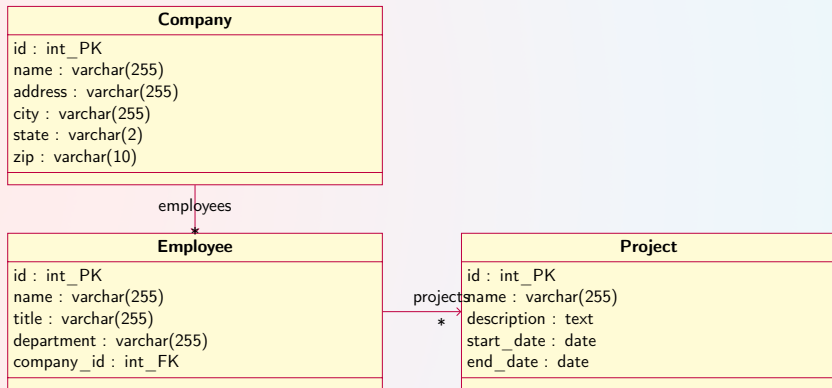 Company
id : int_PK
name : varchar(255)
address : varchar(255)
city : varchar(255)
state : varchar(2)
zip : varchar(10)
employees
*
Employee
id : int_PK
name : varchar(255)
title : varchar(255)
department : varchar(255)
company_id : int_FK
projects
*
Project
id : int_PK
name : varchar(255)
description : text
start_date : date
end_date : date